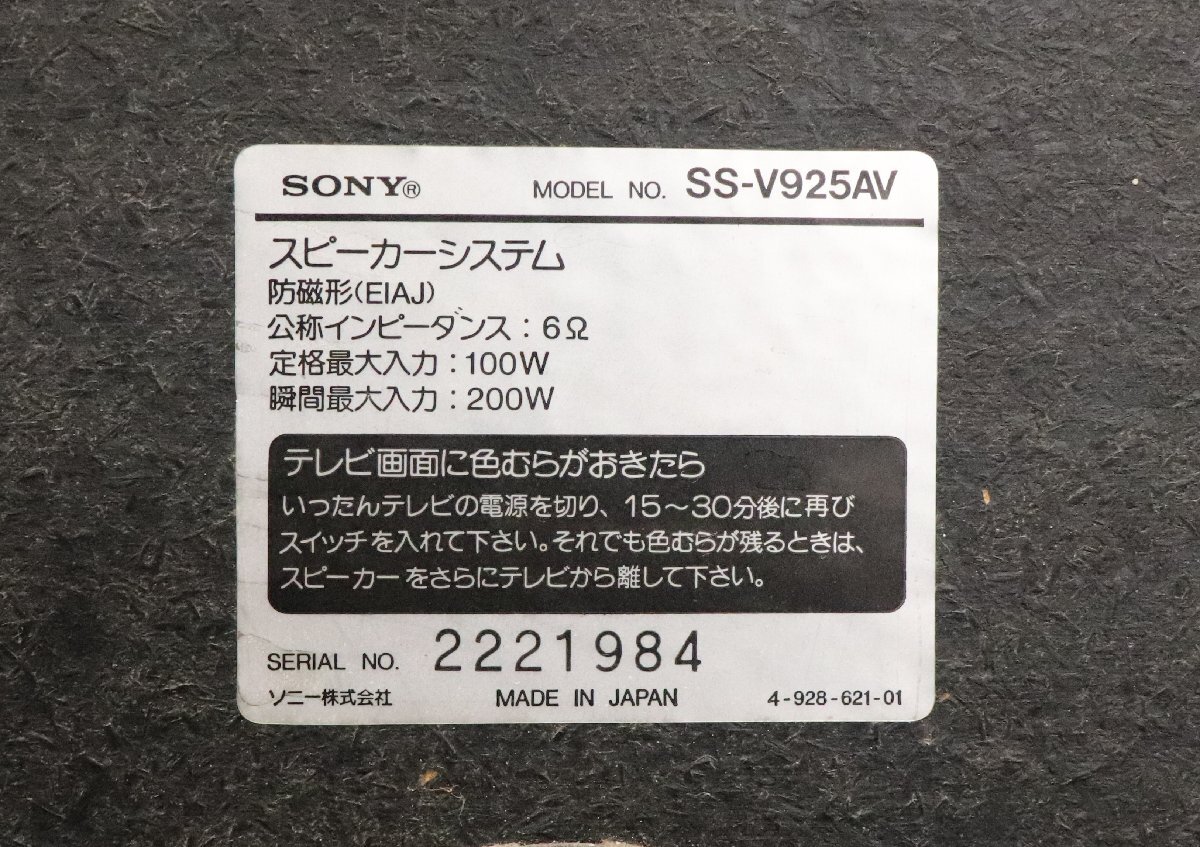 SONY® MODEL NO. SS-V925AV
スピーカーシステム
防磁形(EIAJ)
公称インピーダンス：6Ω
定格最大入力：100W
瞬間最大入力：200W
テレビ画面に色むらがおきたら
いったんテレビの電源を切り、15～30分後に再び
スイッチを入れて下さい。それでも色むらが残るときは、
スピーカーをさらにテレビから離して下さい。
SERIAL NO. 2221984
ソニー株式会社 MADE IN JAPAN 4-928-621-01